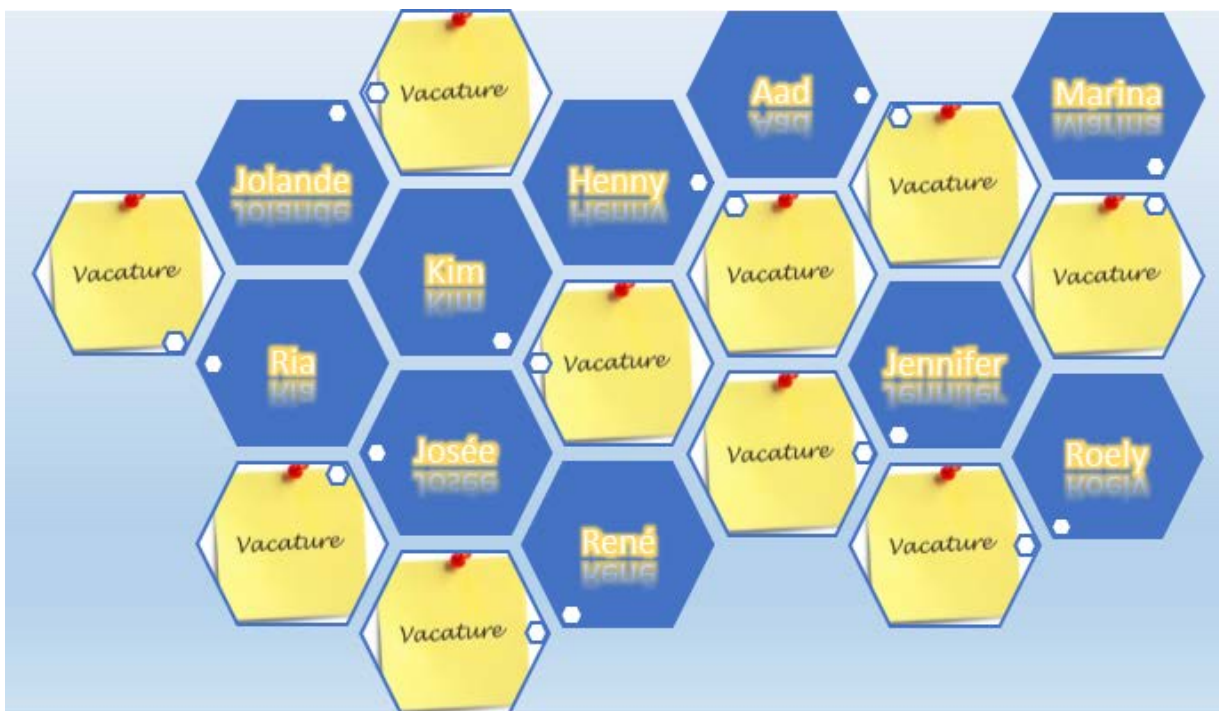 Vacature
Aad
Marina
Jolande
Henny
Vacature
Vacature
Kim
Vacature
Vacature
Ria
Vacature
Jennifer
Josée
Vacature
Roely
Vacature
René
Vacature
Vacature